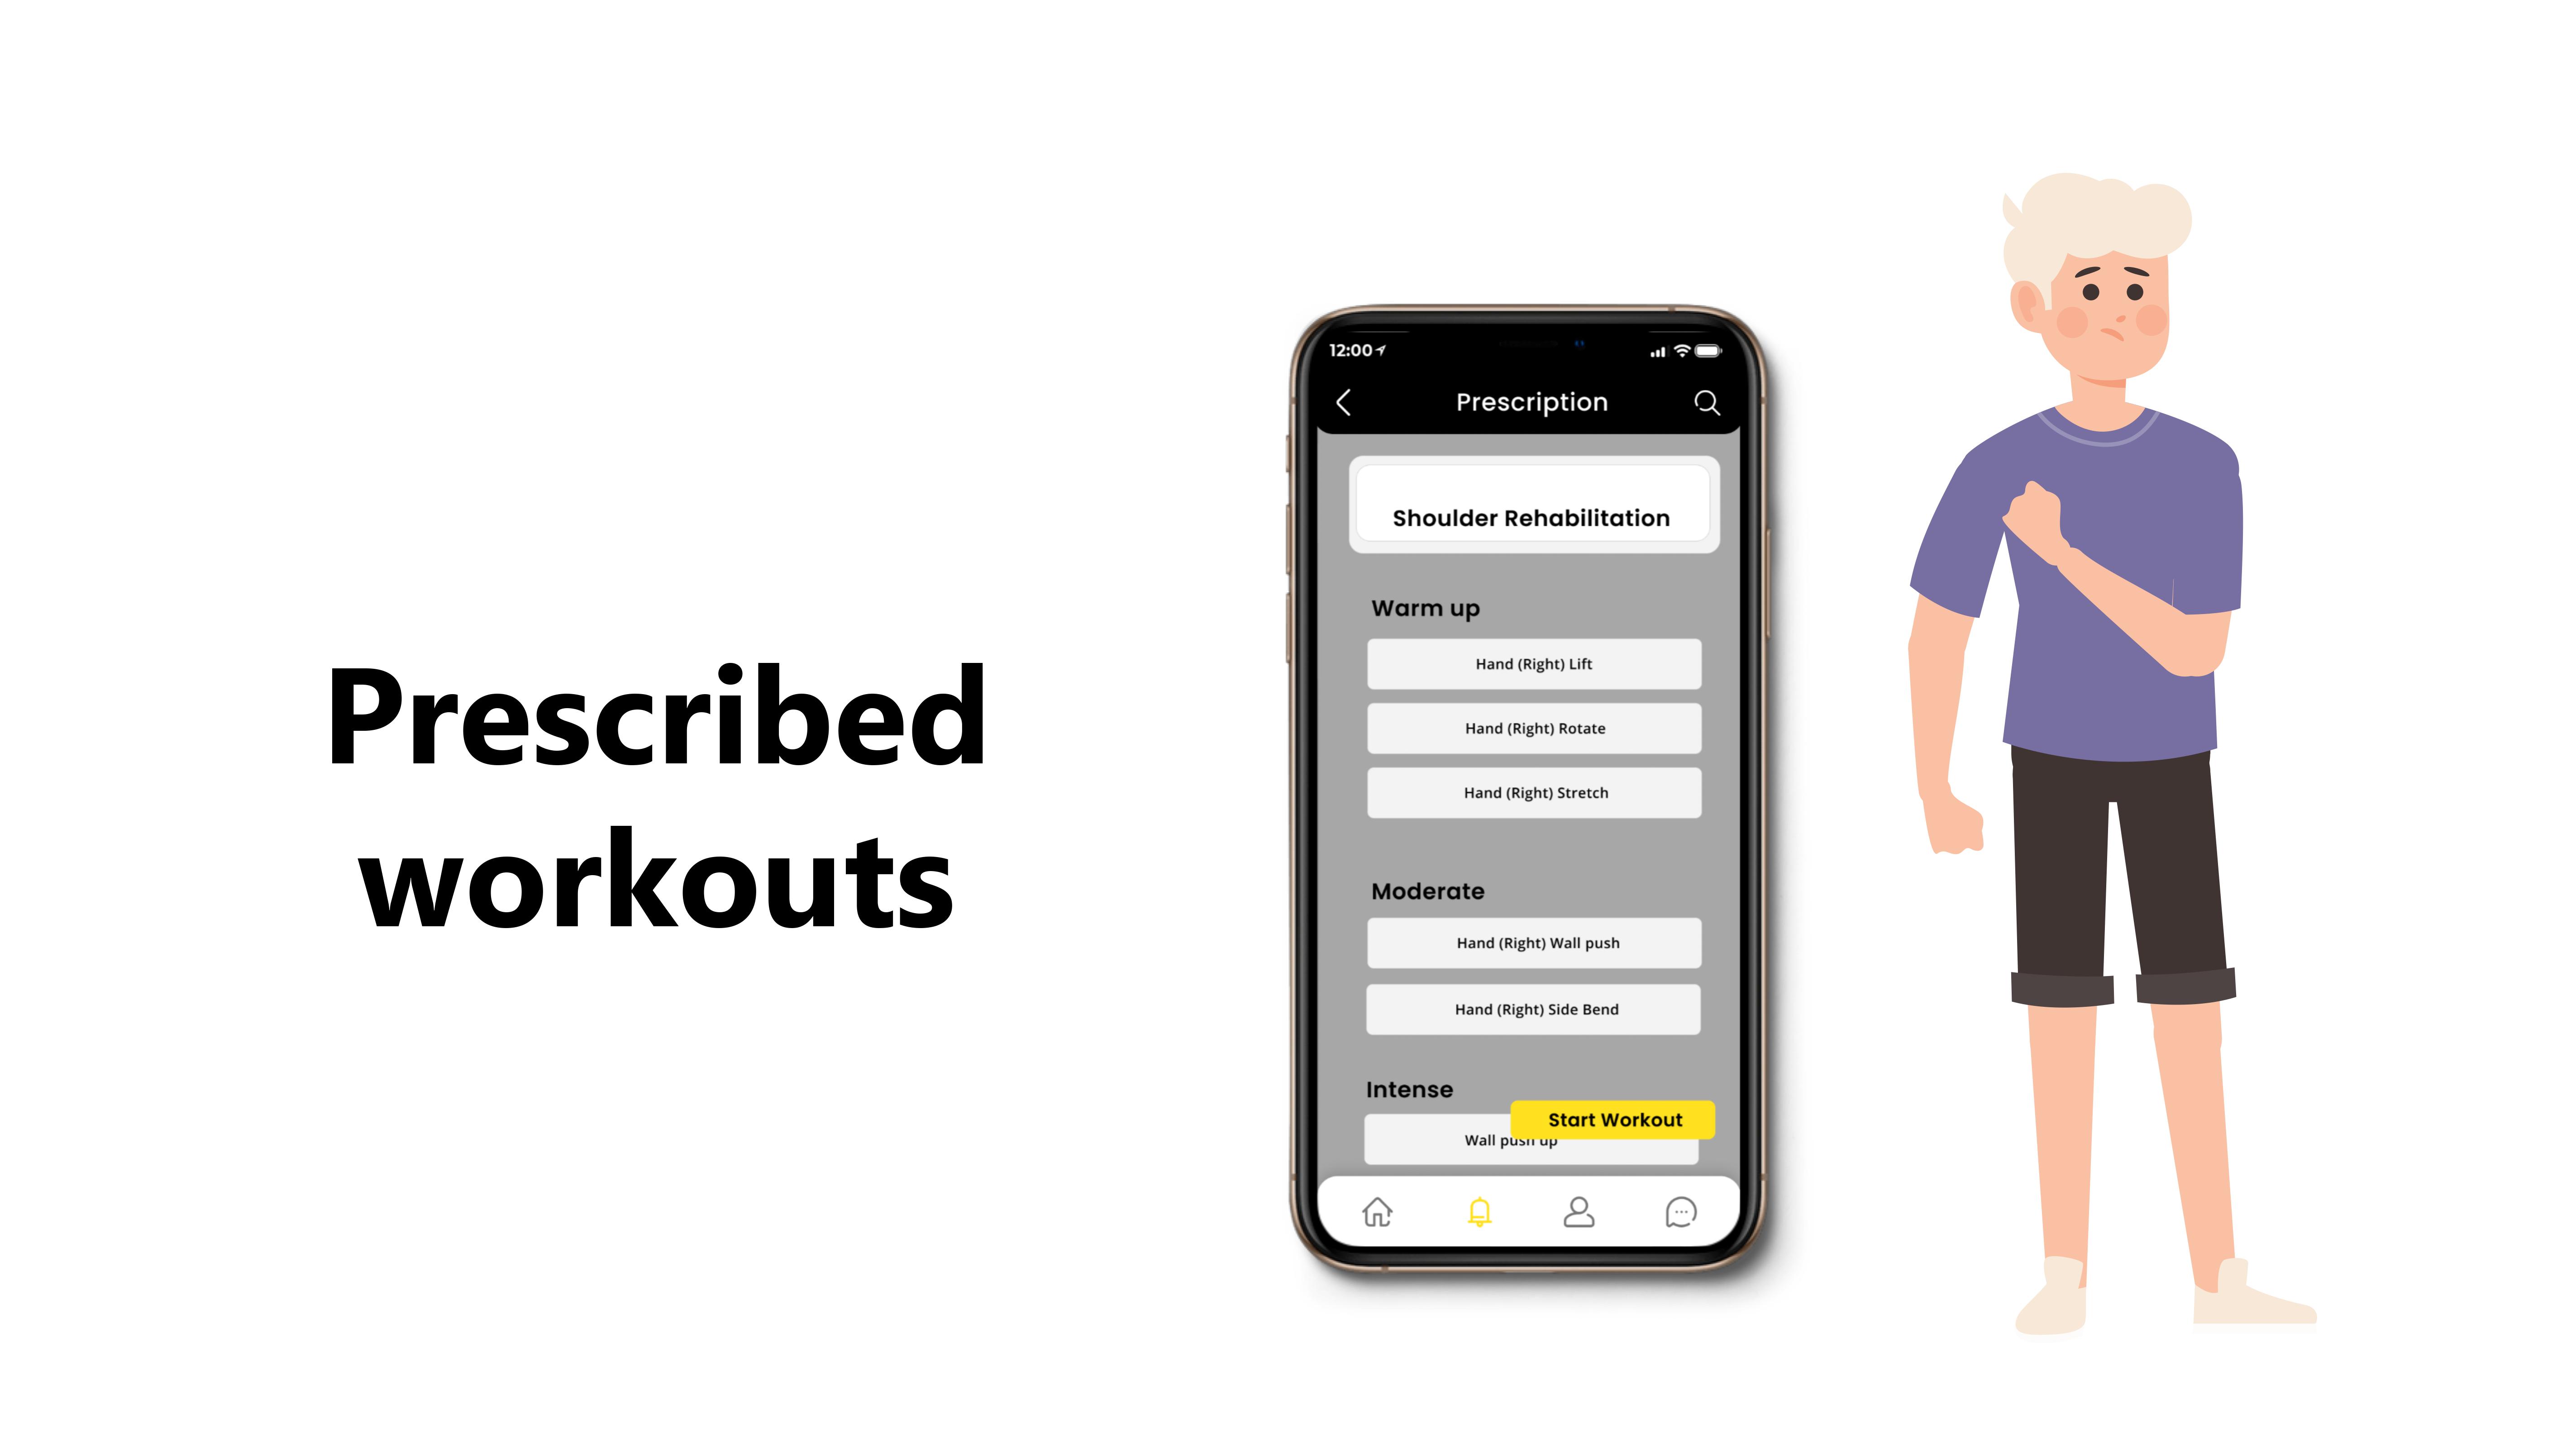 Prescribed
workouts
12:00
Prescription
Shoulder Rehabilitation
Warm up
Hand (Right) Lift
Hand (Right) Rotate
Hand (Right) Stretch
Moderate
Hand (Right) Wall push
Hand (Right) Side Bend
Intense
Start Workout
Wall push up